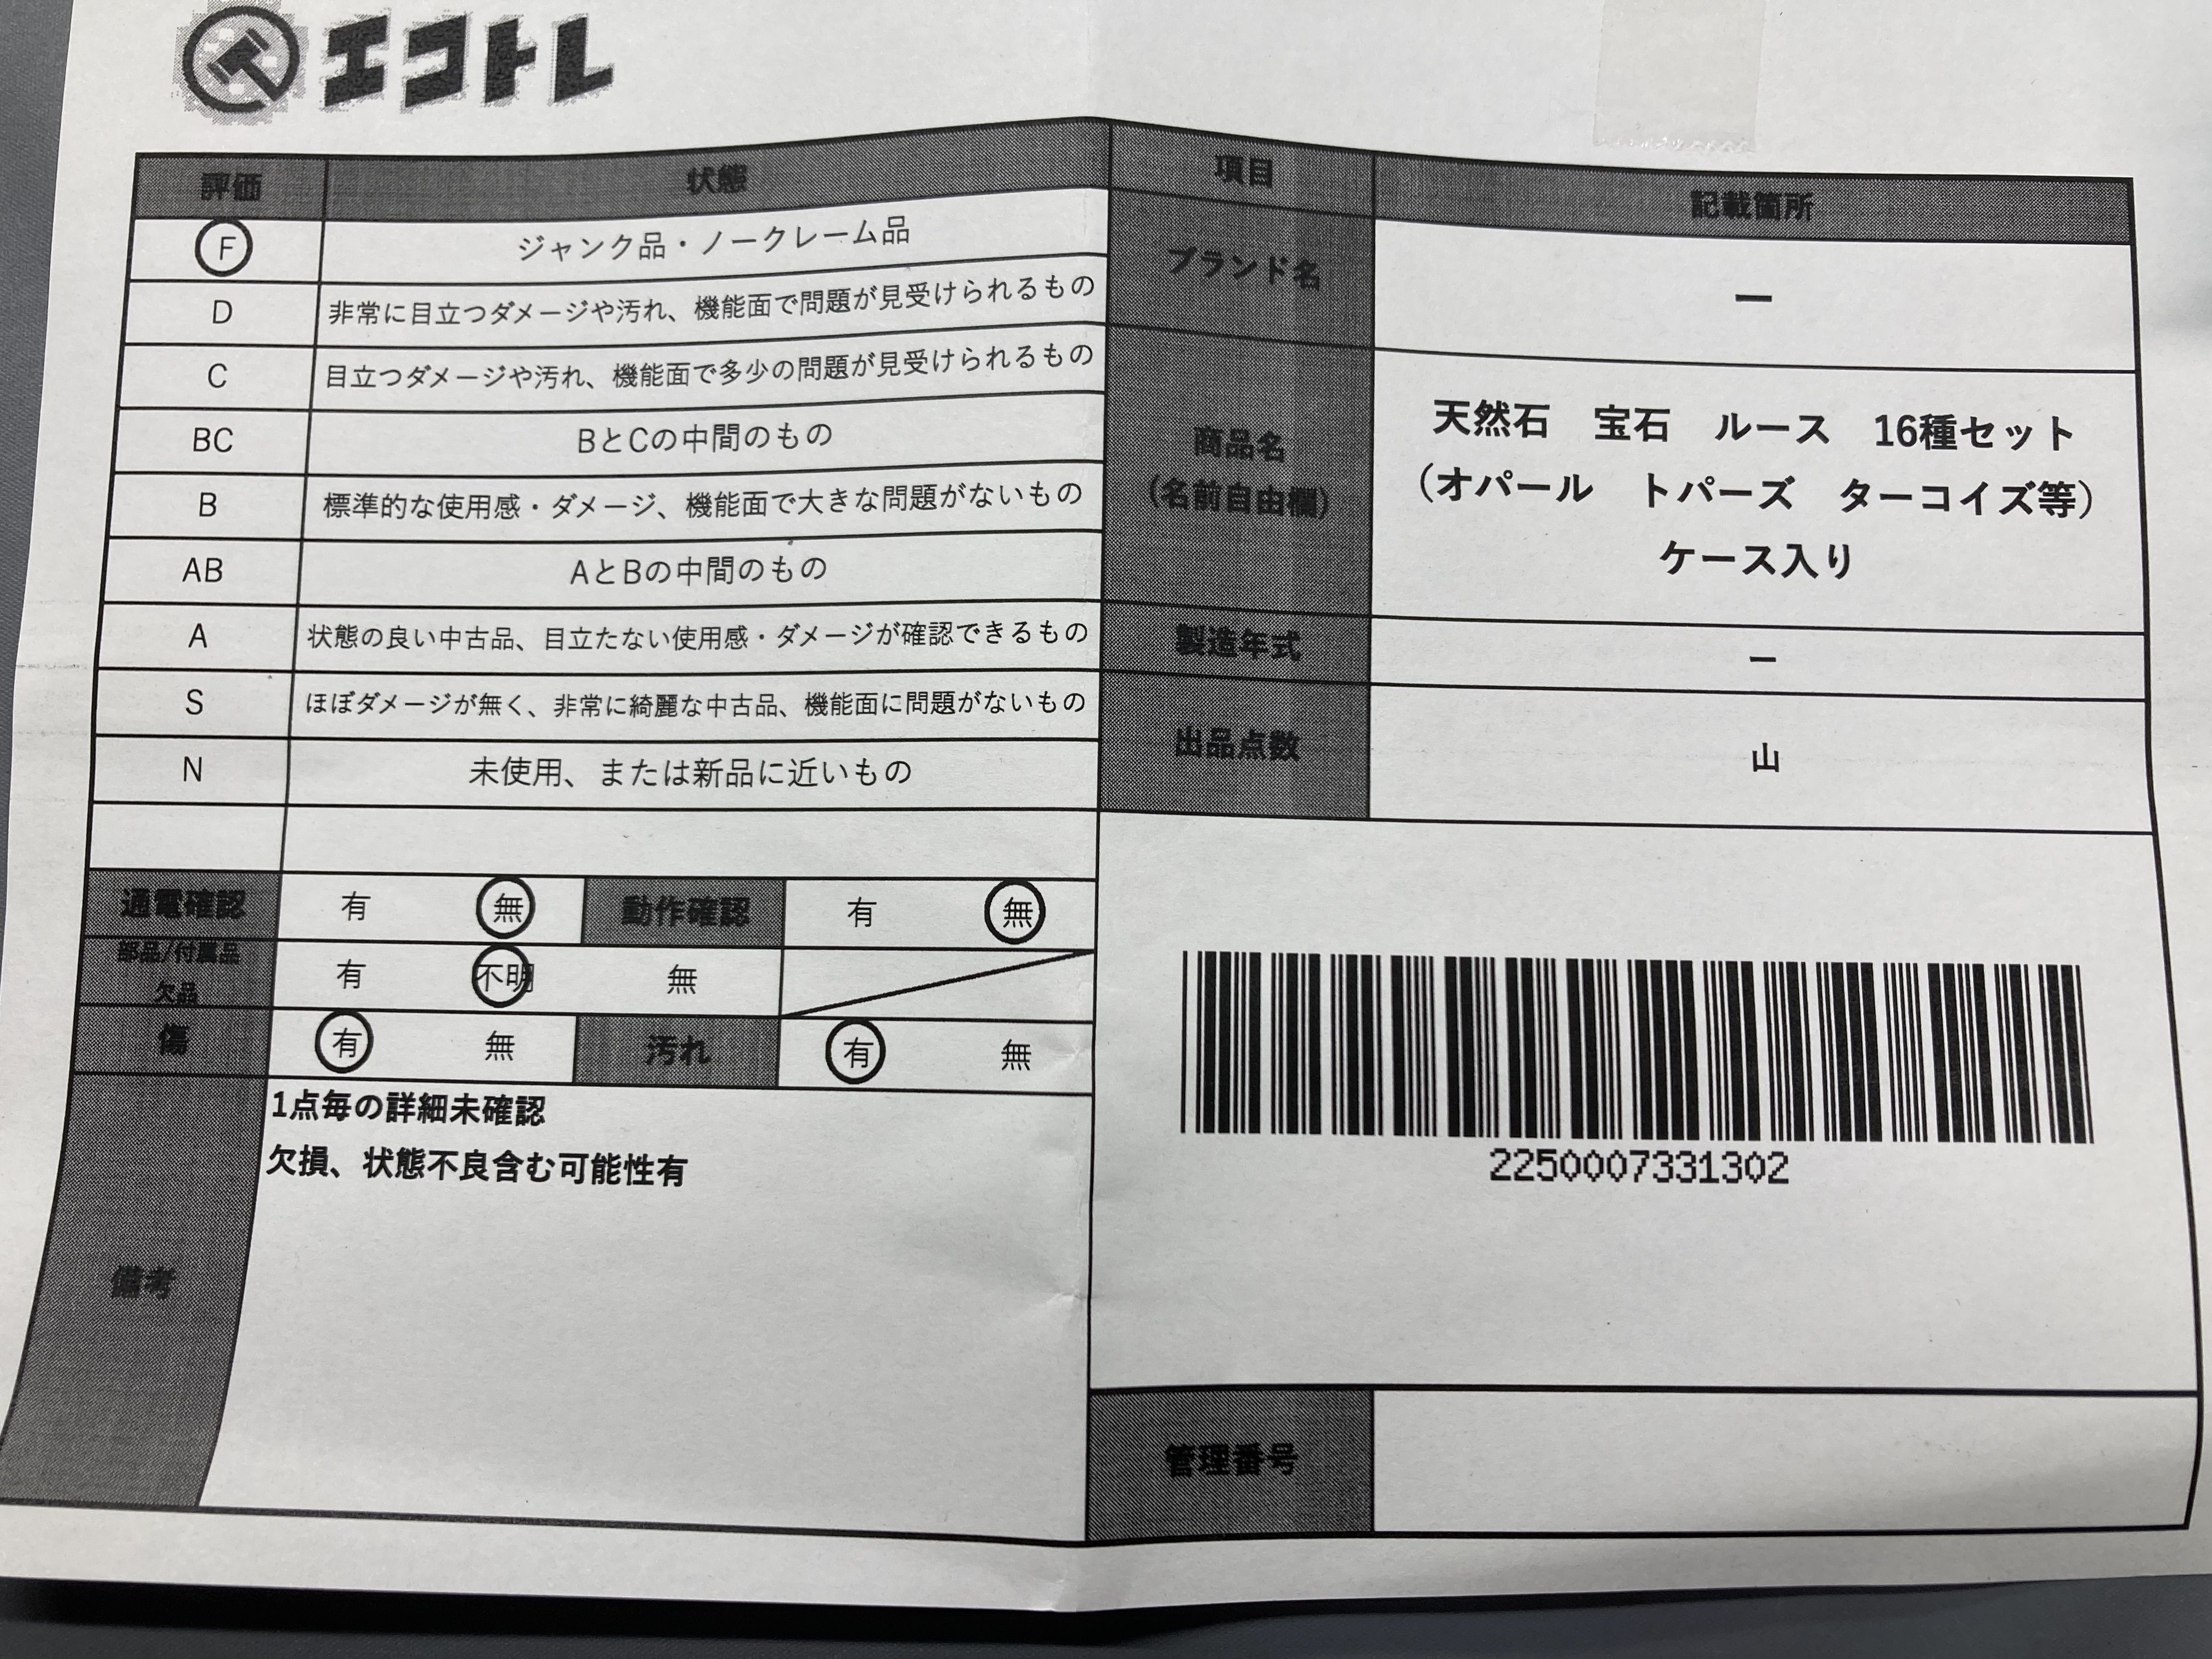 エコトレ
評価 状態
F ジャンク品・ノークレーム品
D 非常に目立つダメージや汚れ、機能面で問題が見受けられるもの
C 目立つダメージや汚れ、機能面で多少の問題が見受けられるもの
BC BとCの中間のもの
B 標準的な使用感・ダメージ、機能面で大きな問題がないもの
AB AとBの中間のもの
A 状態の良い中古品、目立たない使用感・ダメージが確認できるもの
S ほぼダメージが無く、非常に綺麗な中古品、機能面に問題がないもの
N 未使用、または新品に近いもの
通電確認 有 無 動作確認 有 無
部品/付属品
欠品 有 不明 無
傷 有 無 汚れ 有 無
備考
1点毎の詳細未確認
欠損、状態不良含む可能性有
項目 記載箇所
ブランド名 ー
商品名
(名前自由欄)
天然石 宝石 ルース 16種セット
(オパール トパーズ ターコイズ等)
ケース入り
製造年式 ー
出品点数 山
2250007331302
管理番号